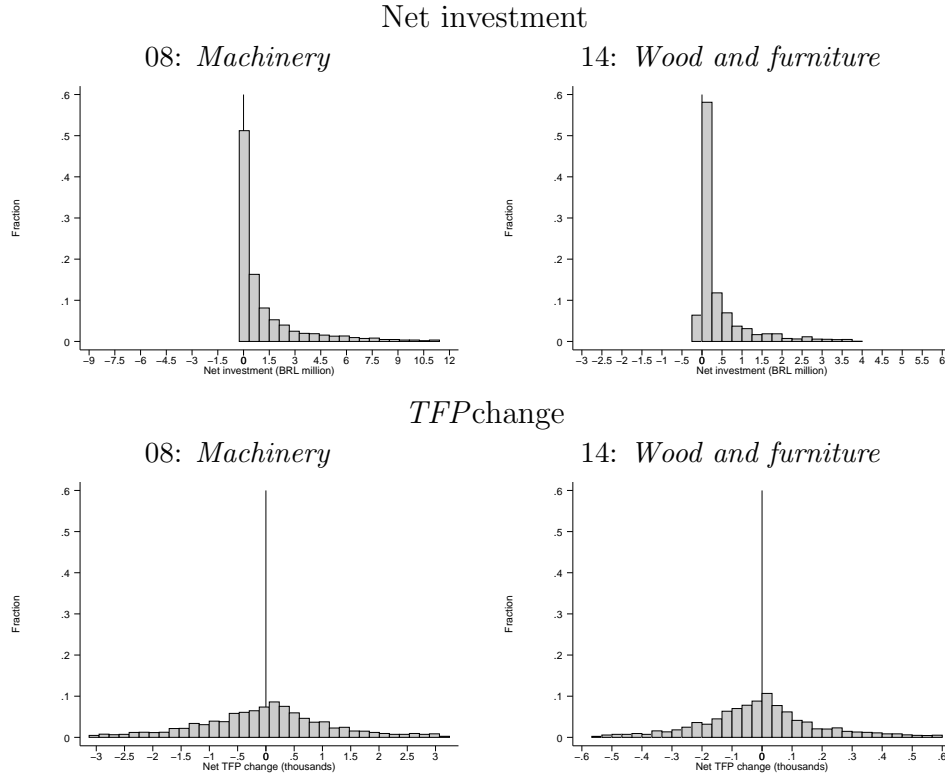 Net investment
08: Machinery 14: Wood and furniture
.6 .6
.5 .5
.4 .4
.3 .3
.2 .2
.1 .1
0 0
Fraction Fraction
−9 −7.5 −6 −4.5 −3 −1.5 0 1.5 3 4.5 6 7.5 9 10.5 12 −3 −2.5 −2 −1.5 −1 −.5 0 .5 1 1.5 2 2.5 3 3.5 4 4.5 5 5.5 6
Net investment (BRL million) Net investment (BRL million)
TFPchange
08: Machinery 14: Wood and furniture
.6 .6
.5 .5
.4 .4
.3 .3
.2 .2
.1 .1
0 0
Fraction Fraction
−3 −2.5 −2 −1.5 −1 −.5 0 .5 1 1.5 2 2.5 3 −.6 −.5 −.4 −.3 −.2 −.1 0 .1 .2 .3 .4 .5 .6
Net TFP change (thousands) Net TFP change (thousands)